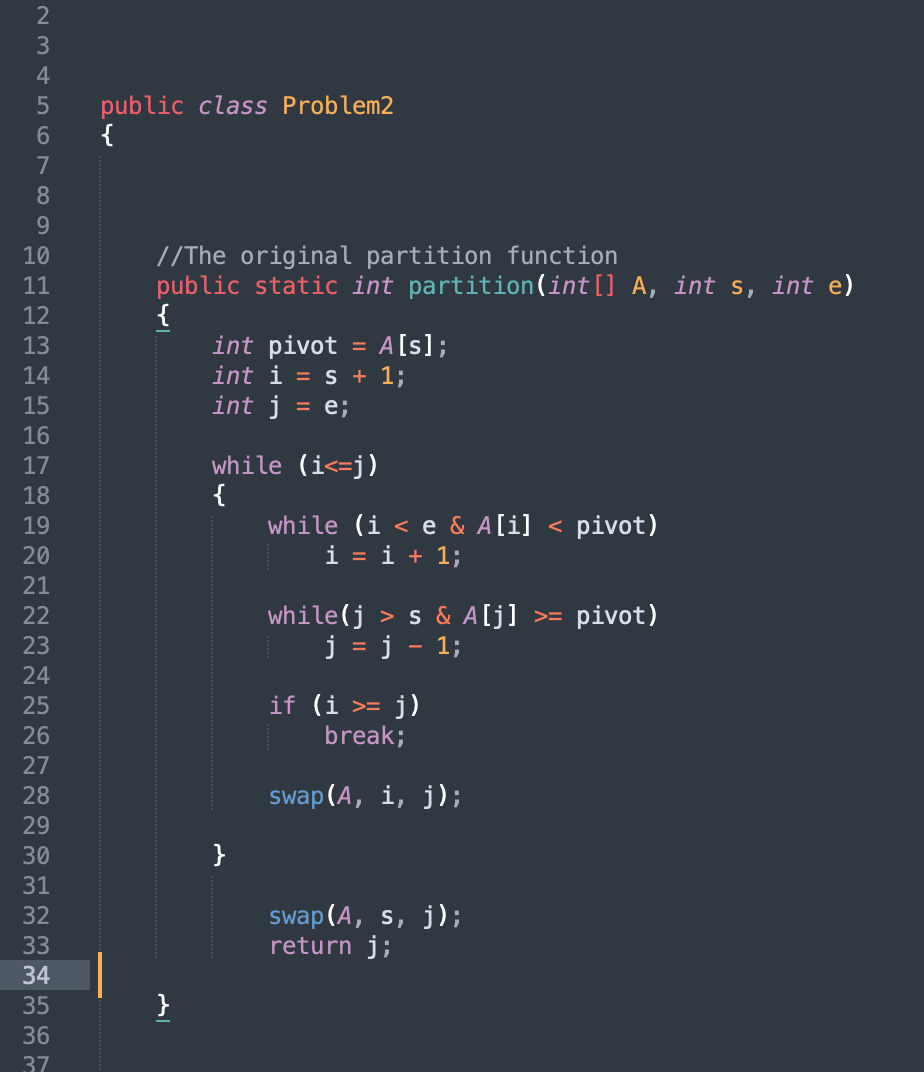 2
3
4
5 public class Problem2
6 {
7
8
9
10 //The original partition function
11 public static int partition(int[] A, int s, int e)
12 {
13 int pivot = A[s];
14 int i = s + 1;
15 int j = e;
16
17 while (i<=j)
18 {
19 while (i < e & A[i] < pivot)
20 i = i + 1;
21
22 while(j > s & A[j] >= pivot)
23 j = j - 1;
24
25 if (i >= j)
26 break;
27
28 swap(A, i, j);
29
30 }
31
32 swap(A, s, j);
33 return j;
34
35 }
36
37